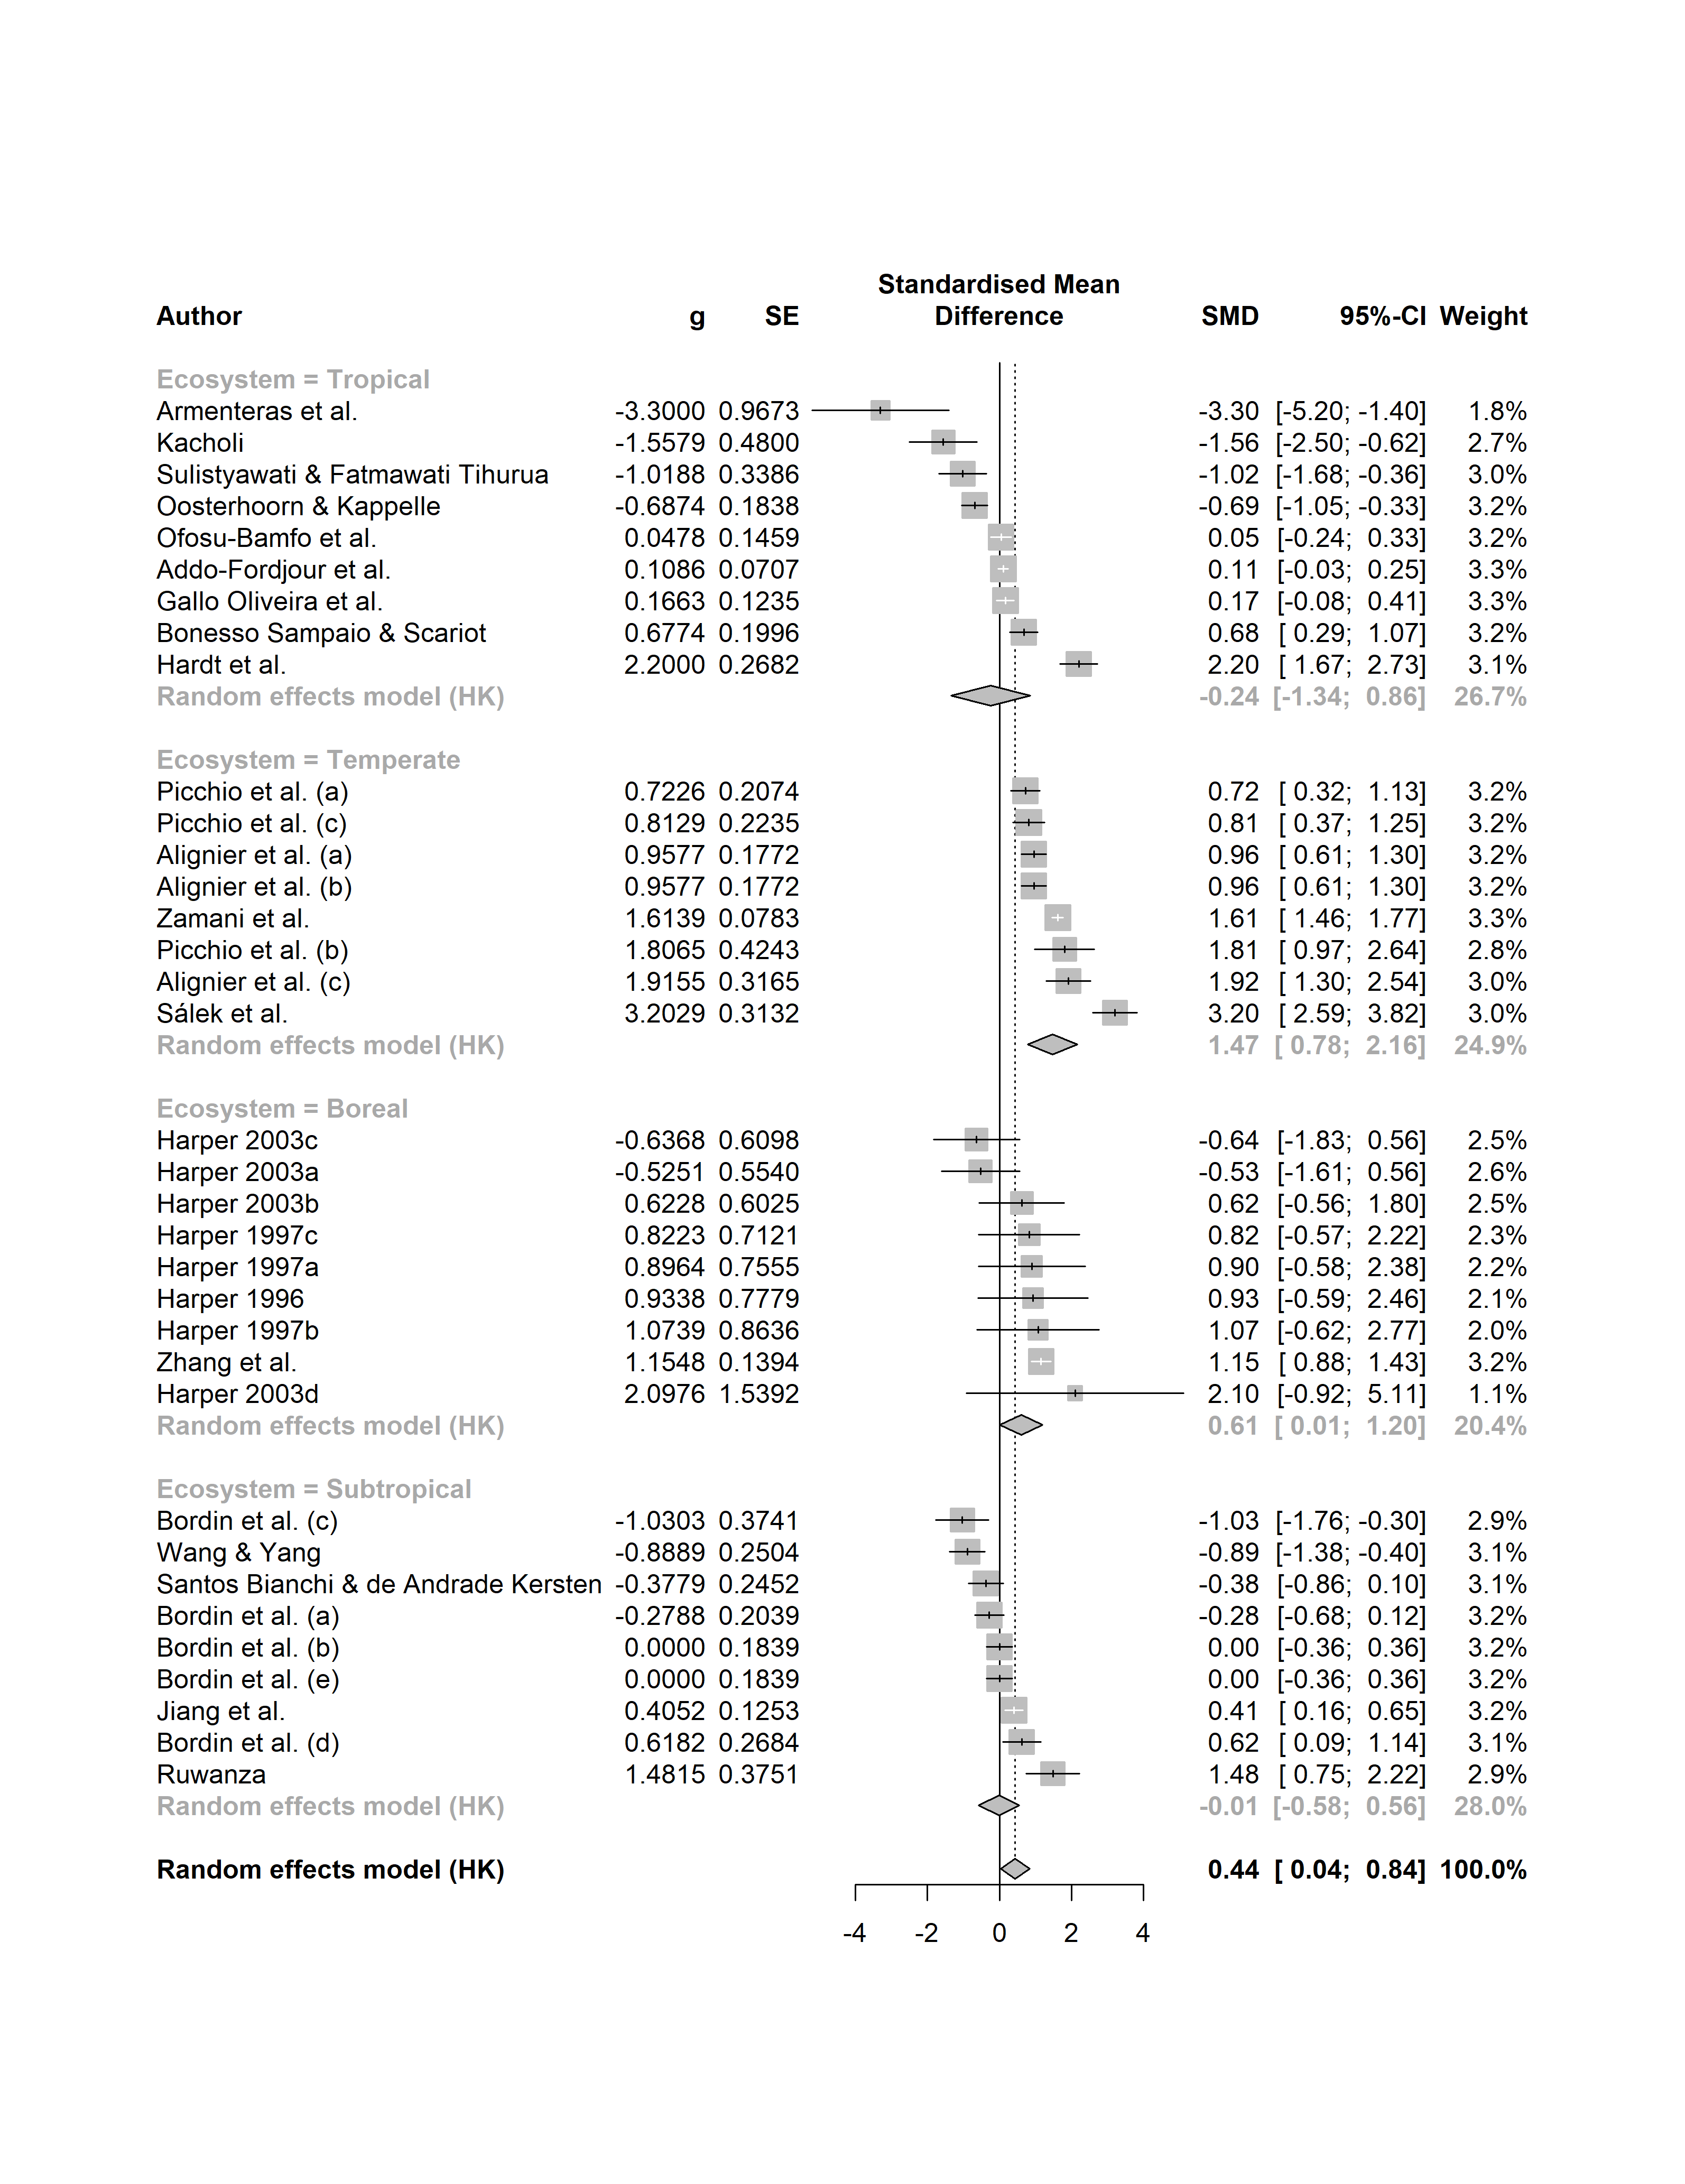 Standardised Mean
Author g SE Difference SMD 95%-CI Weight
Ecosystem = Tropical
Armenteras et al. -3.3000 0.9673 -3.30 [-5.20; -1.40] 1.8%
Kacholi -1.5579 0.4800 -1.56 [-2.50; -0.62] 2.7%
Sulistyawati & Fatmawati Tihurua -1.0188 0.3386 -1.02 [-1.68; -0.36] 3.0%
Oosterhoorn & Kappelle -0.6874 0.1838 -0.69 [-1.05; -0.33] 3.2%
Ofosu-Bamfo et al. 0.0478 0.1459 0.05 [-0.24; 0.33] 3.2%
Addo-Fordjour et al. 0.1086 0.0707 0.11 [-0.03; 0.25] 3.3%
Gallo Oliveira et al. 0.1663 0.1235 0.17 [-0.08; 0.41] 3.3%
Bonesso Sampaio & Scariot 0.6774 0.1996 0.68 [ 0.29; 1.07] 3.2%
Hardt et al. 2.2000 0.2682 2.20 [ 1.67; 2.73] 3.1%
Random effects model (HK) -0.24 [-1.34; 0.86] 26.7%
Ecosystem = Temperate
Picchio et al. (a) 0.7226 0.2074 0.72 [ 0.32; 1.13] 3.2%
Picchio et al. (c) 0.8129 0.2235 0.81 [ 0.37; 1.25] 3.2%
Alignier et al. (a) 0.9577 0.1772 0.96 [ 0.61; 1.30] 3.2%
Alignier et al. (b) 0.9577 0.1772 0.96 [ 0.61; 1.30] 3.2%
Zamani et al. 1.6139 0.0783 1.61 [ 1.46; 1.77] 3.3%
Picchio et al. (b) 1.8065 0.4243 1.81 [ 0.97; 2.64] 2.8%
Alignier et al. (c) 1.9155 0.3165 1.92 [ 1.30; 2.54] 3.0%
Sálek et al. 3.2029 0.3132 3.20 [ 2.59; 3.82] 3.0%
Random effects model (HK) 1.47 [ 0.78; 2.16] 24.9%
Ecosystem = Boreal
Harper 2003c -0.6368 0.6098 -0.64 [-1.83; 0.56] 2.5%
Harper 2003a -0.5251 0.5540 -0.53 [-1.61; 0.56] 2.6%
Harper 2003b 0.6228 0.6025 0.62 [-0.56; 1.80] 2.5%
Harper 1997c 0.8223 0.7121 0.82 [-0.57; 2.22] 2.3%
Harper 1997a 0.8964 0.7555 0.90 [-0.58; 2.38] 2.2%
Harper 1996 0.9338 0.7779 0.93 [-0.59; 2.46] 2.1%
Harper 1997b 1.0739 0.8636 1.07 [-0.62; 2.77] 2.0%
Zhang et al. 1.1548 0.1394 1.15 [ 0.88; 1.43] 3.2%
Harper 2003d 2.0976 1.5392 2.10 [-0.92; 5.11] 1.1%
Random effects model (HK) 0.61 [ 0.01; 1.20] 20.4%
Ecosystem = Subtropical
Bordin et al. (c) -1.0303 0.3741 -1.03 [-1.76; -0.30] 2.9%
Wang & Yang -0.8889 0.2504 -0.89 [-1.38; -0.40] 3.1%
Santos Bianchi & de Andrade Kersten -0.3779 0.2452 -0.38 [-0.86; 0.10] 3.1%
Bordin et al. (a) -0.2788 0.2039 -0.28 [-0.68; 0.12] 3.2%
Bordin et al. (b) 0.0000 0.1839 0.00 [-0.36; 0.36] 3.2%
Bordin et al. (e) 0.0000 0.1839 0.00 [-0.36; 0.36] 3.2%
Jiang et al. 0.4052 0.1253 0.41 [ 0.16; 0.65] 3.2%
Bordin et al. (d) 0.6182 0.2684 0.62 [ 0.09; 1.14] 3.1%
Ruwanza 1.4815 0.3751 1.48 [ 0.75; 2.22] 2.9%
Random effects model (HK) -0.01 [-0.58; 0.56] 28.0%
Random effects model (HK) 0.44 [ 0.04; 0.84] 100.0%
-4 -2 0 2 4